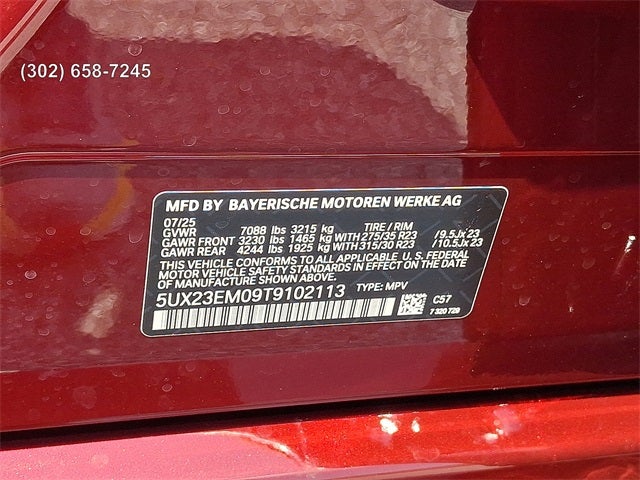 (302) 658-7245
MFD BY BAYERISCHE MOTOREN WERKE AG
07/25
GVWR 7088 lbs 3215 kg TIRE / RIM
GAWR FRONT 3230 lbs 1465 kg WITH 275/35 R23 /9.5Jx23
GAWR REAR 4244 lbs 1925 kg WITH 315/30 R23 /10.5Jx23
THIS VEHICLE CONFORMS TO ALL APPLICABLE U.S. FEDERAL
MOTOR VEHICLE SAFETY STANDARDS IN EFFECT ON THE
DATE OF MANUFACTURE SHOWN ABOVE.
5UX23EM09T9102113 TYPE: MPV
C57
7 320 729